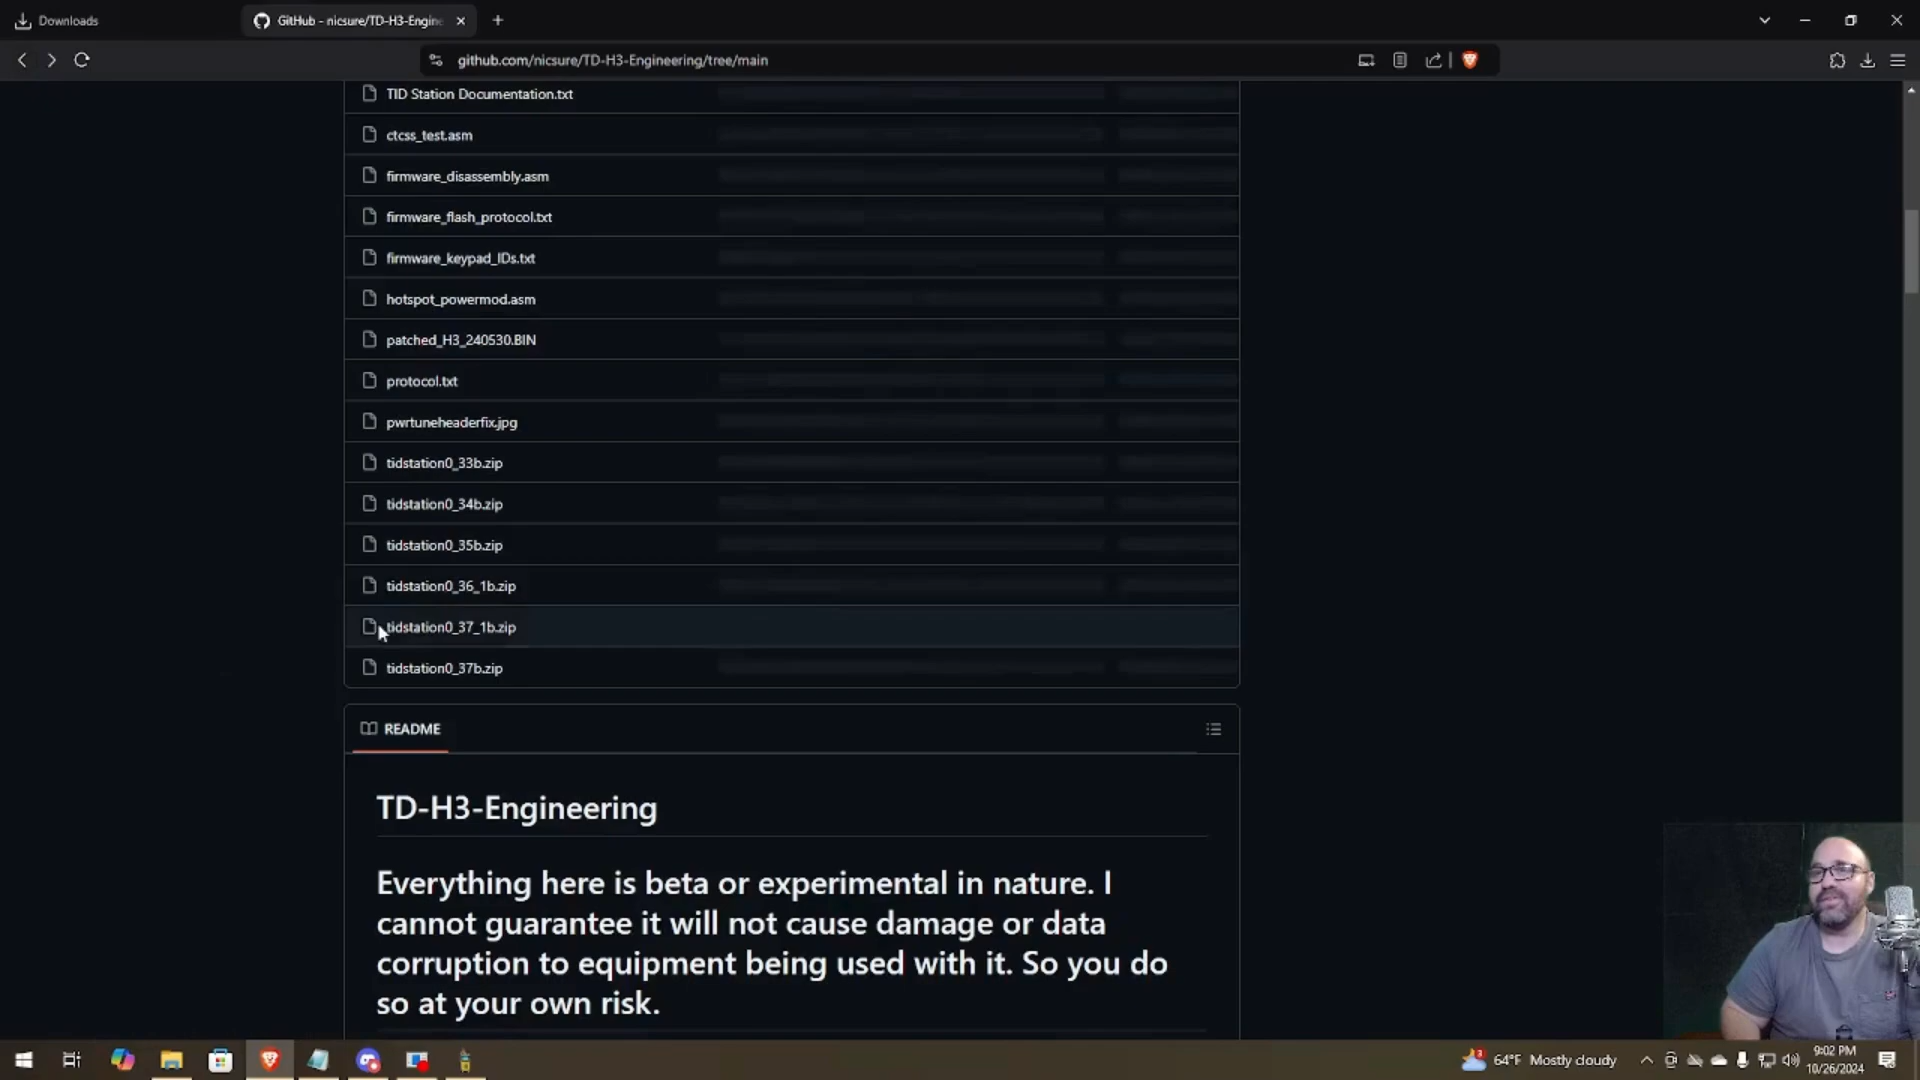 Downloads
GitHub - nicsure/TD-H3-Engine
github.com/nicsure/TD-H3-Engineering/tree/main
TID Station Documentation.txt
ctcss_test.asm
firmware_disassembly.asm
firmware_flash_protocol.txt
firmware_keypad_IDs.txt
hotspot_powermod.asm
patched_H3_240530.BIN
protocol.txt
pwrtuneheaderfix.jpg
tidstation0_33b.zip
tidstation0_34b.zip
tidstation0_35b.zip
tidstation0_36_1b.zip
tidstation0_37_1b.zip
tidstation0_37b.zip
README
TD-H3-Engineering
Everything here is beta or experimental in nature. I
cannot guarantee it will not cause damage or data
corruption to equipment being used with it. So you do
so at your own risk.
64°F Mostly cloudy
9:02 PM
10/26/2024